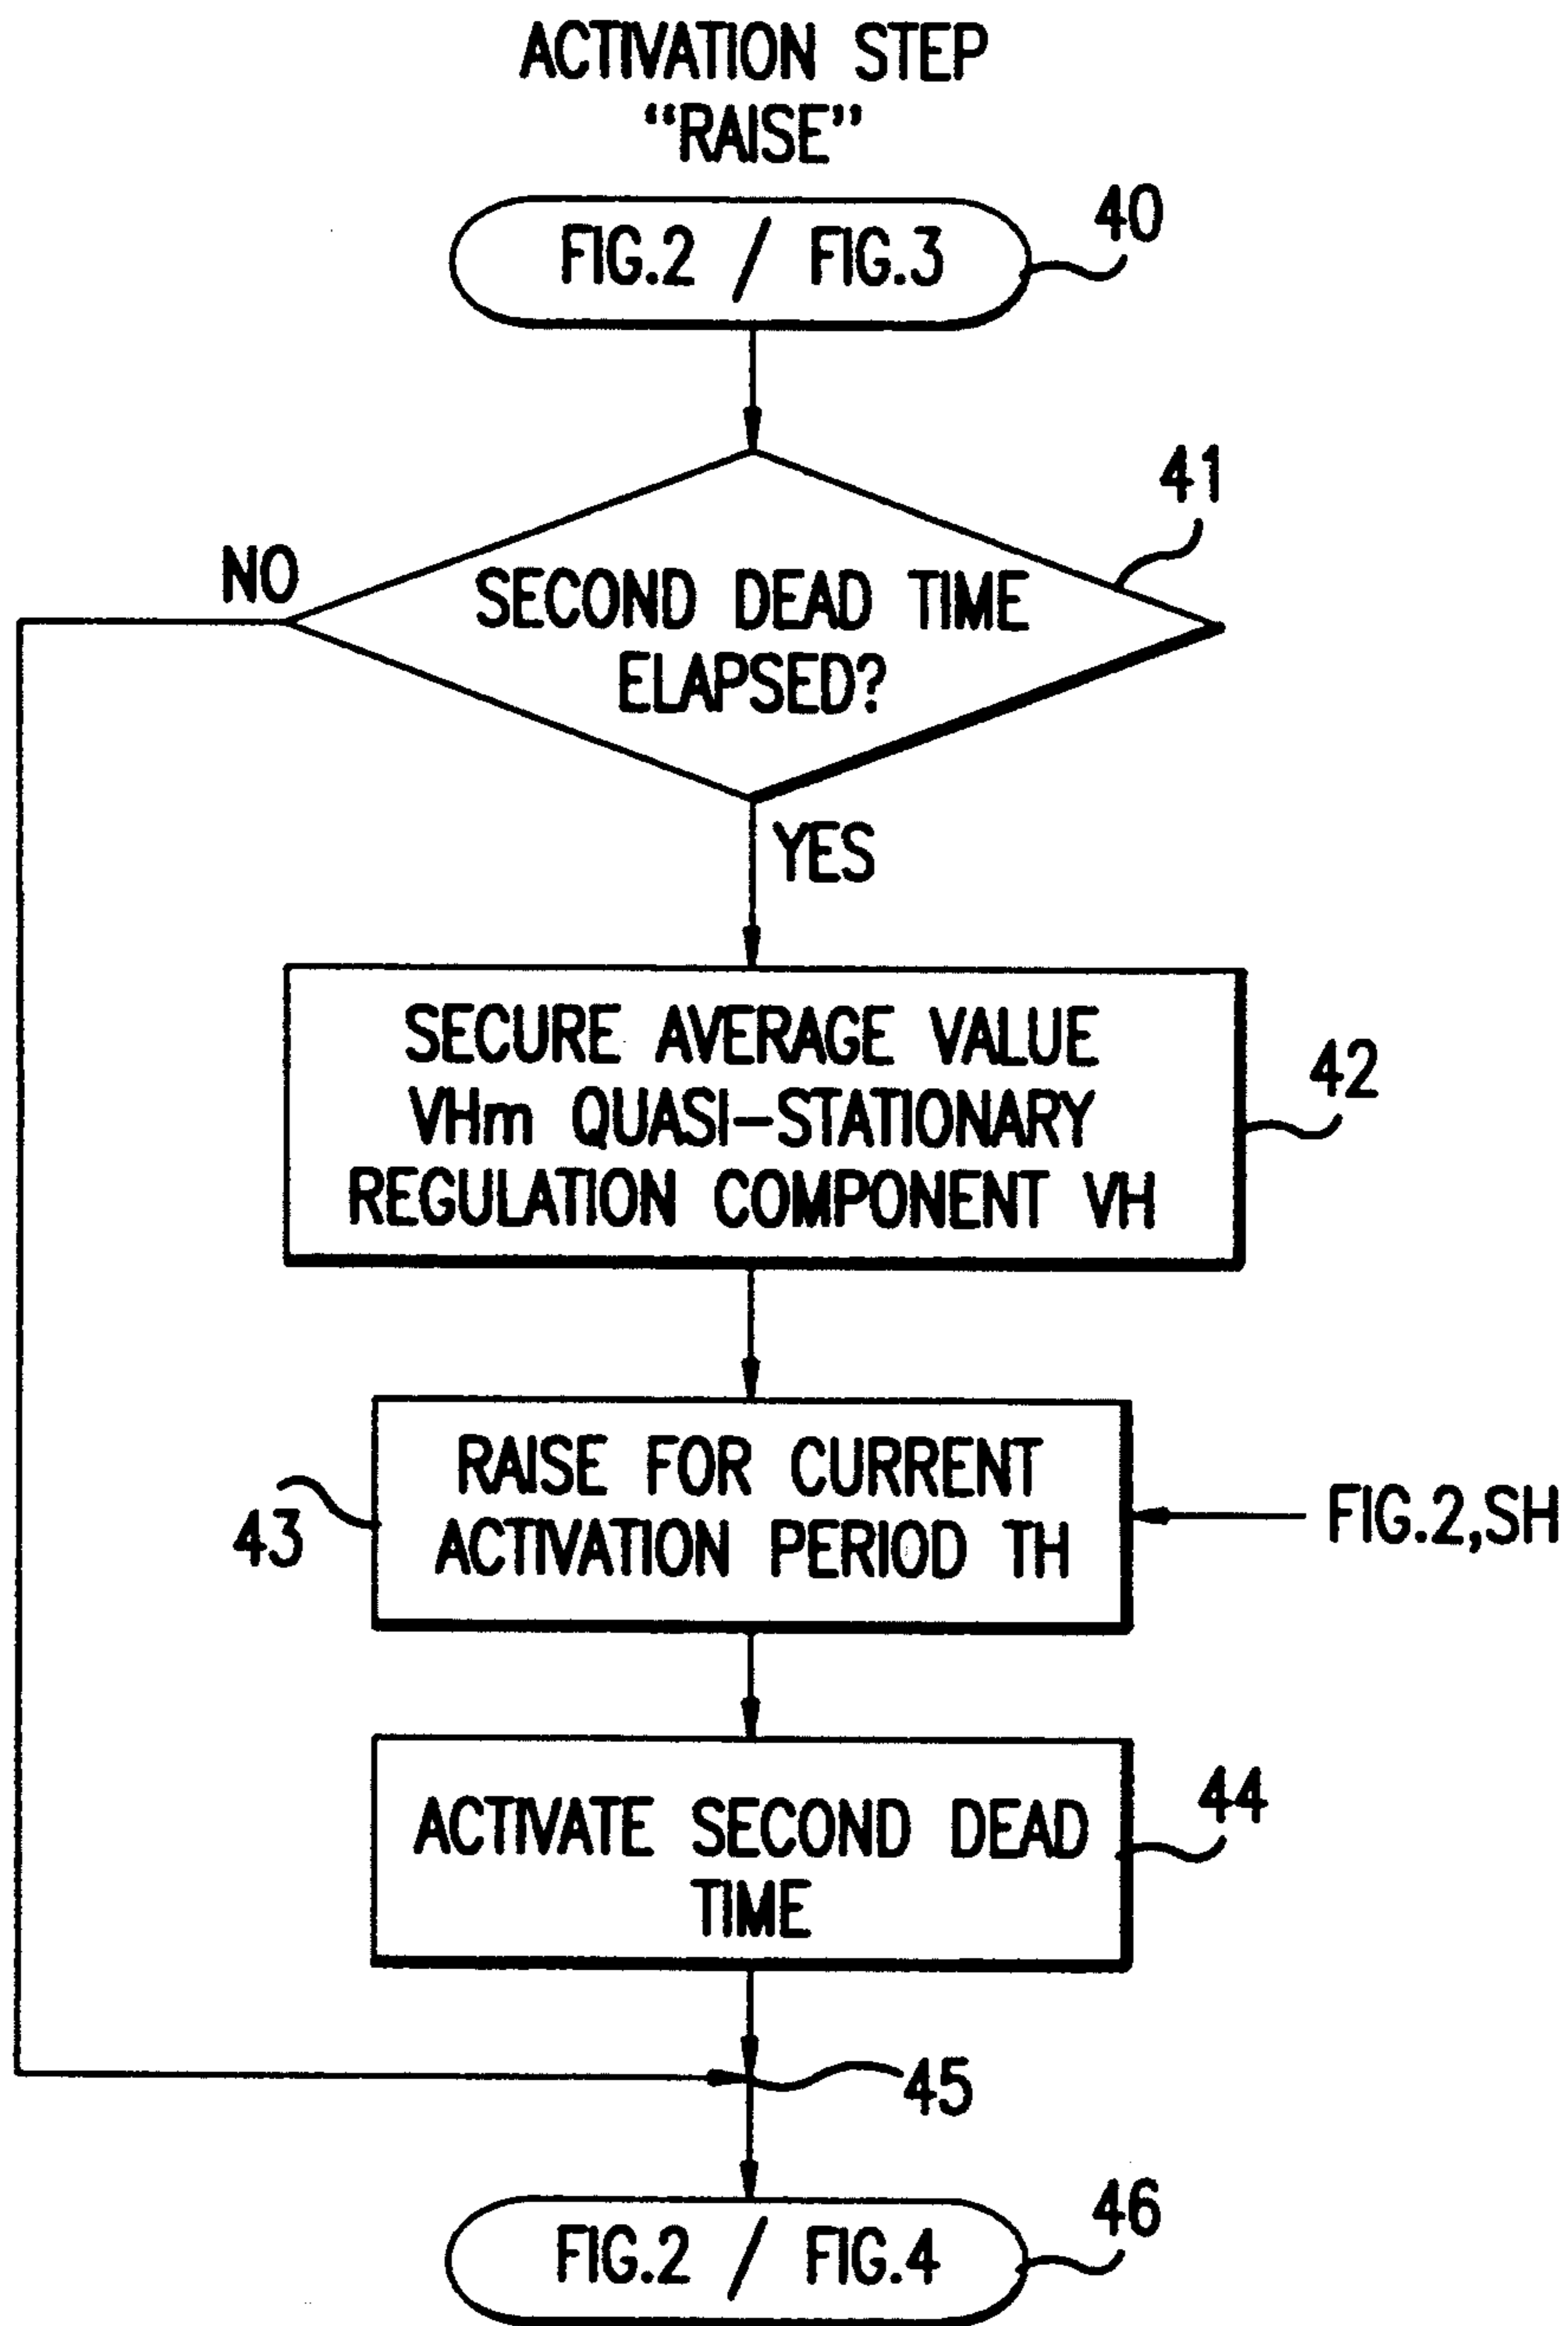 ACTIVATION STEP
“RAISE”
FIG.2 / FIG.3
40
41
NO
SECOND DEAD TIME
ELAPSED?
YES
SECURE AVERAGE VALUE
VHm QUASI-STATIONARY
REGULATION COMPONENT VH
42
RAISE FOR CURRENT
ACTIVATION PERIOD TH
43
FIG.2,SH
ACTIVATE SECOND DEAD
TIME
44
45
FIG.2 / FIG.4
46